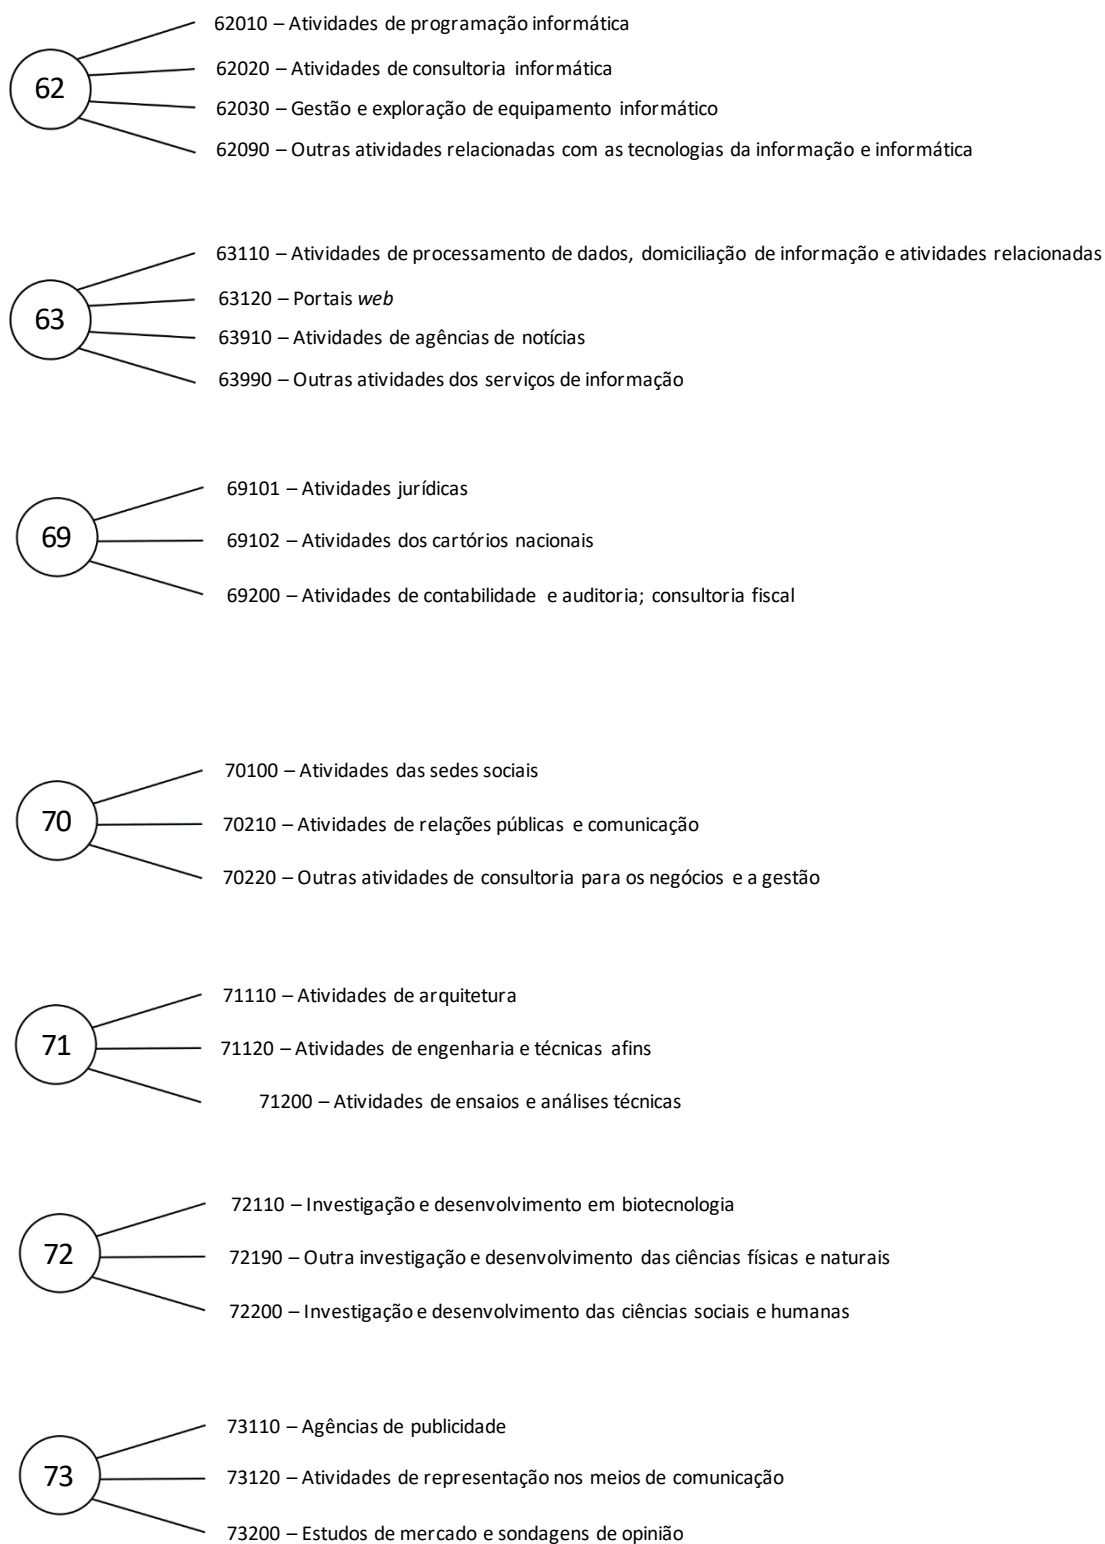 62
62010 – Atividades de programação informática
62020 – Atividades de consultoria informática
62030 – Gestão e exploração de equipamento informático
62090 – Outras atividades relacionadas com as tecnologias da informação e informática
63
63110 – Atividades de processamento de dados, domiciliação de informação e atividades relacionadas
63120 – Portais web
63910 – Atividades de agências de notícias
63990 – Outras atividades dos serviços de informação
69
69101 – Atividades jurídicas
69102 – Atividades dos cartórios nacionais
69200 – Atividades de contabilidade e auditoria; consultoria fiscal
70
70100 – Atividades das sedes sociais
70210 – Atividades de relações públicas e comunicação
70220 – Outras atividades de consultoria para os negócios e a gestão
71
71110 – Atividades de arquitetura
71120 – Atividades de engenharia e técnicas afins
71200 – Atividades de ensaios e análises técnicas
72
72110 – Investigação e desenvolvimento em biotecnologia
72190 – Outra investigação e desenvolvimento das ciências físicas e naturais
72200 – Investigação e desenvolvimento das ciências sociais e humanas
73
73110 – Agências de publicidade
73120 – Atividades de representação nos meios de comunicação
73200 – Estudos de mercado e sondagens de opinião